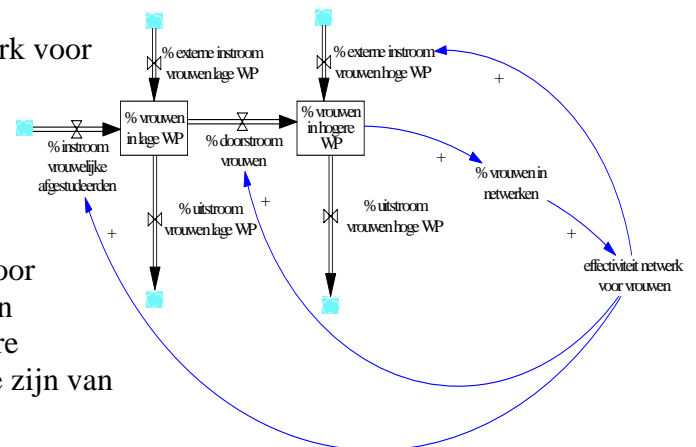 rk voor
oor
n
re
e zijn van
% externe instroom
vrouwen lage WP
% externe instroom
vrouwen hoge WP
% vrouwen
in lage WP
% vrouwen
in hogere
WP
% instroom
vrouwelijke
afgestudeerden
% doorstroom
vrouwen
% uitstroom
vrouwen lage WP
% uitstroom
vrouwen hoge WP
% vrouwen in
netwerken
effectiviteit netwerk
voor vrouwen
+
+
+
+
+